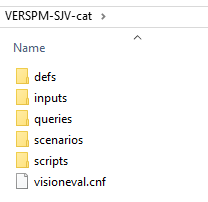 VERSPM-SJV-cat
Name
defs
inputs
queries
scenarios
scripts
visioneval.cnf